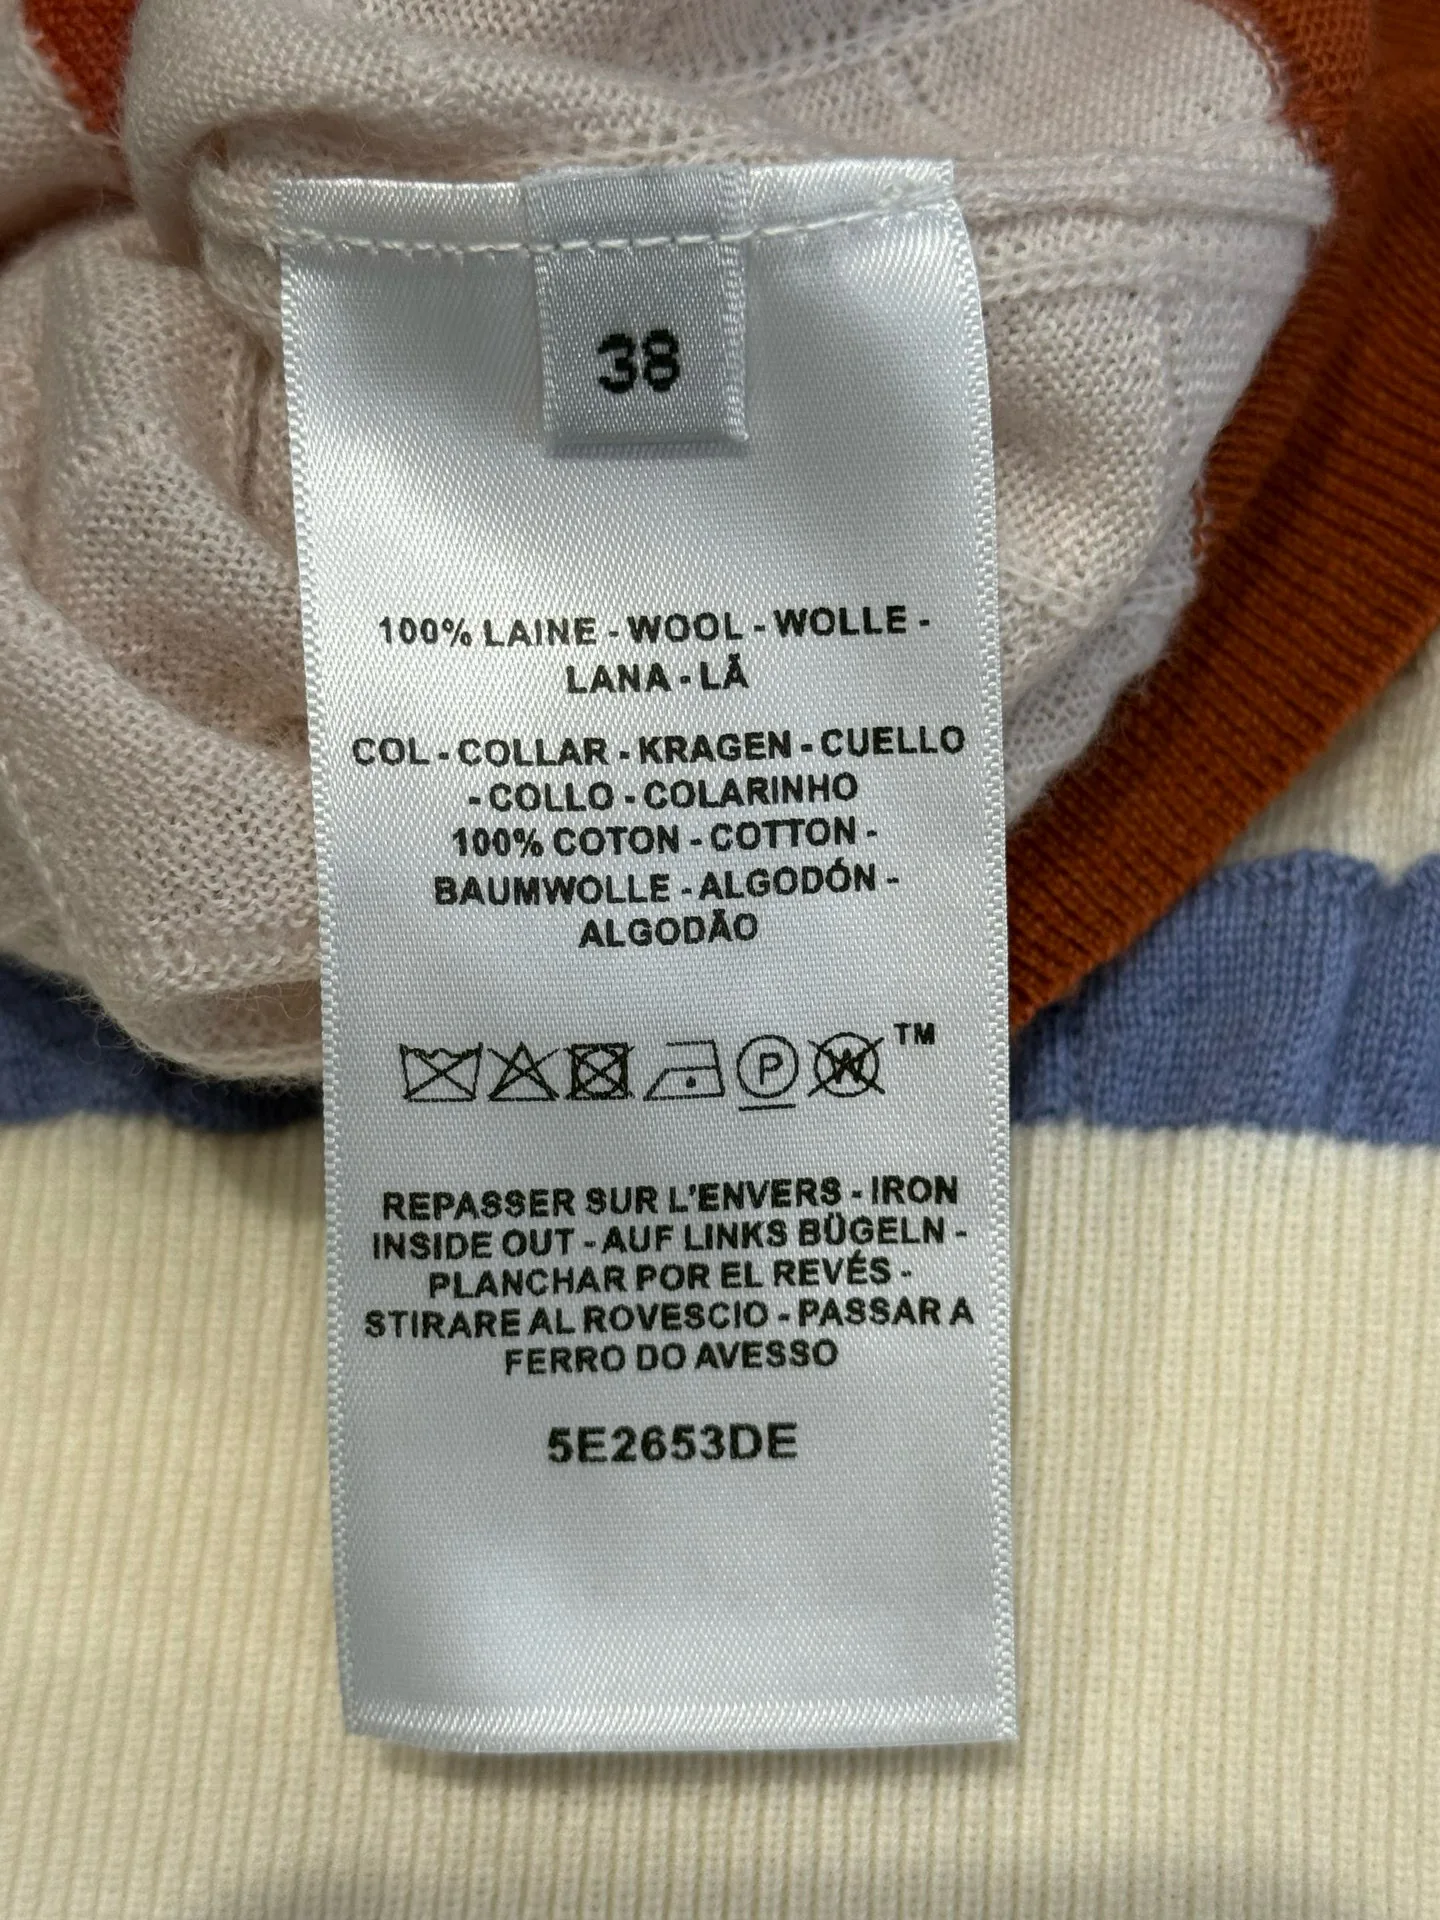 38
100% LAINE - WOOL - WOLLE -
LANA - LÃ
COL - COLLAR - KRAGEN - CUELLO
- COLLO - COLARINHO
100% COTON - COTTON -
BAUMWOLLE - ALGODÓN -
ALGODÃO
P W TM
REPASSER SUR L'ENVERS - IRON
INSIDE OUT - AUF LINKS BÜGELN -
PLANCHAR POR EL REVÉS -
STIRARE AL ROVESCIO - PASSAR A
FERRO DO AVESSO
5E2653DE